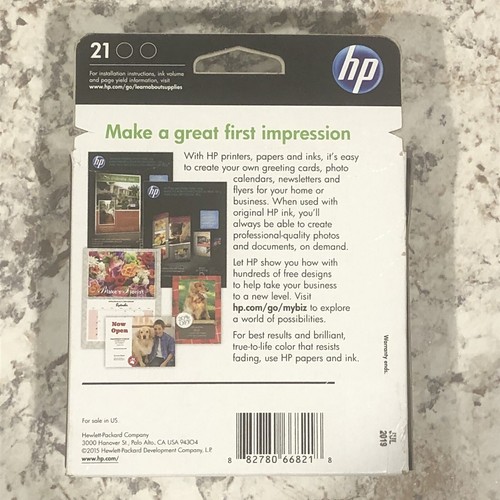 21
For installation instructions, ink volume
and page yield information, visit
www.hp.com/go/learnaboutsupplies
hp
Make a great first impression
With HP printers, papers and inks, it's easy
to create your own greeting cards, photo
calendars, newsletters and
flyers for your home or
business. When used with
original HP ink, you'll
always be able to create
professional-quality photos
and documents, on demand.
Let HP show you how with
hundreds of free designs
to help take your business
to a new level. Visit
hp.com/go/mybiz to explore
a world of possibilities.
For best results and brilliant,
true-to-life color that resists
fading, use HP papers and ink.
hp
hp
Now
Open
Warranty ends
2019
For sale in US.
Hewlett-Packard Company
3000 Hanover St., Palo Alto, CA USA 94304
©2015 Hewlett-Packard Development Company, L.P.
www.hp.com/
8 82780 66821 8